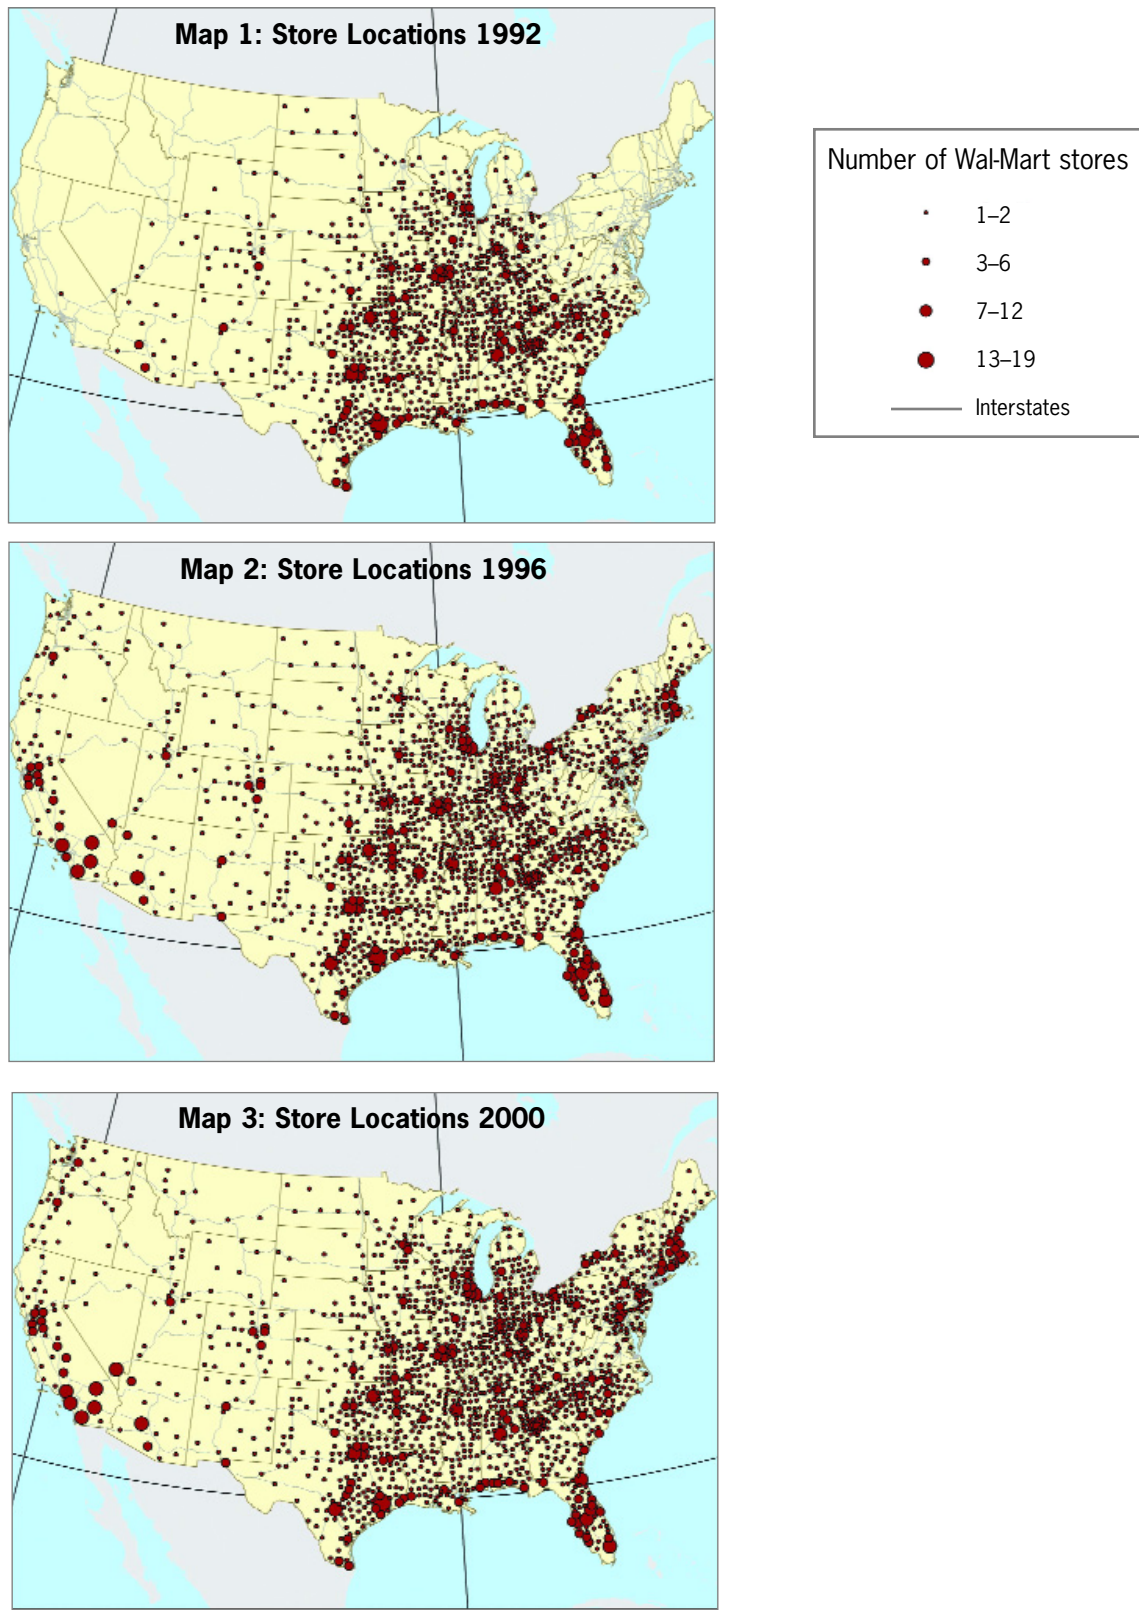 Map 1: Store Locations 1992
Number of Wal-Mart stores
1–2
3–6
7–12
13–19
Interstates
Map 2: Store Locations 1996
Map 3: Store Locations 2000